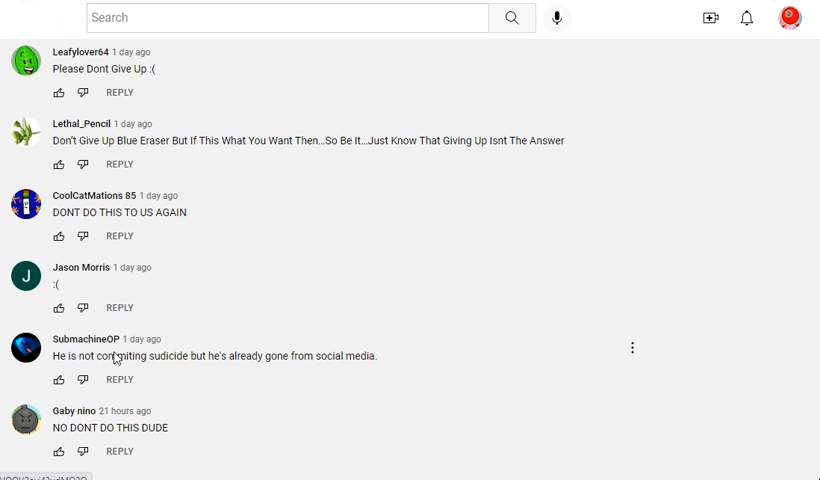 Search
Leafylover64 1 day ago
Please Dont Give Up :(
REPLY
Lethal_Pencil 1 day ago
Don't Give Up Blue Eraser But If This What You Want Then...So Be It...Just Know That Giving Up Isnt The Answer
REPLY
CoolCatMations 85 1 day ago
DONT DO THIS TO US AGAIN
REPLY
J
Jason Morris 1 day ago
:(
REPLY
SubmachineOP 1 day ago
He is not commiting sudicide but he's already gone from social media.
REPLY
Gaby nino 21 hours ago
NO DONT DO THIS DUDE
REPLY